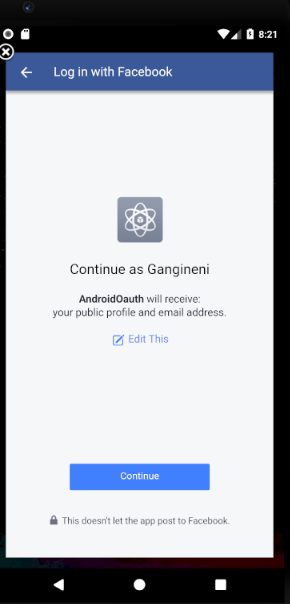 8:21
Log in with Facebook
Continue as Gangineni
AndroidOauth will receive:
your public profile and email address.
Edit This
Continue
This doesn't let the app post to Facebook.